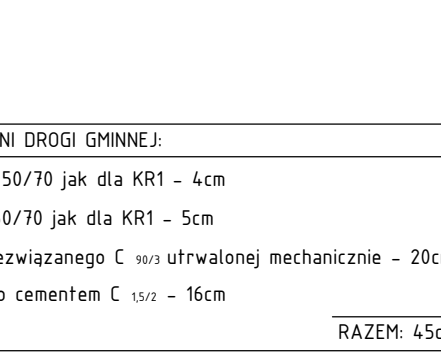 NI DROGI GMINNEJ:
50/70 jak dla KR1 - 4cm
0/70 jak dla KR1 - 5cm
ezwiązanego C 90/3 utrwalonej mechanicznie - 20c
o cementem C 1,5/2 - 16cm
RAZEM: 45c